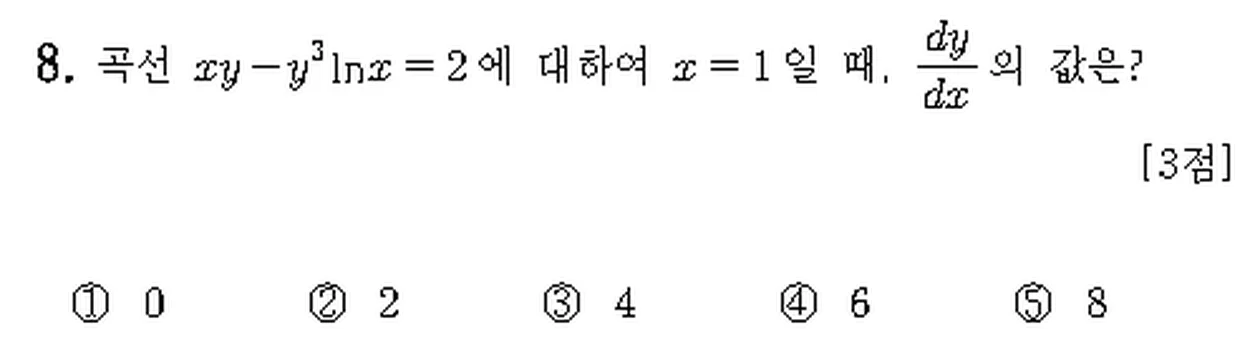 8. 곡선 xy−y³lnx=2에 대하여 x=1일 때, dy/dx의 값은?
[3점]
① 0 ② 2 ③ 4 ④ 6 ⑤ 8